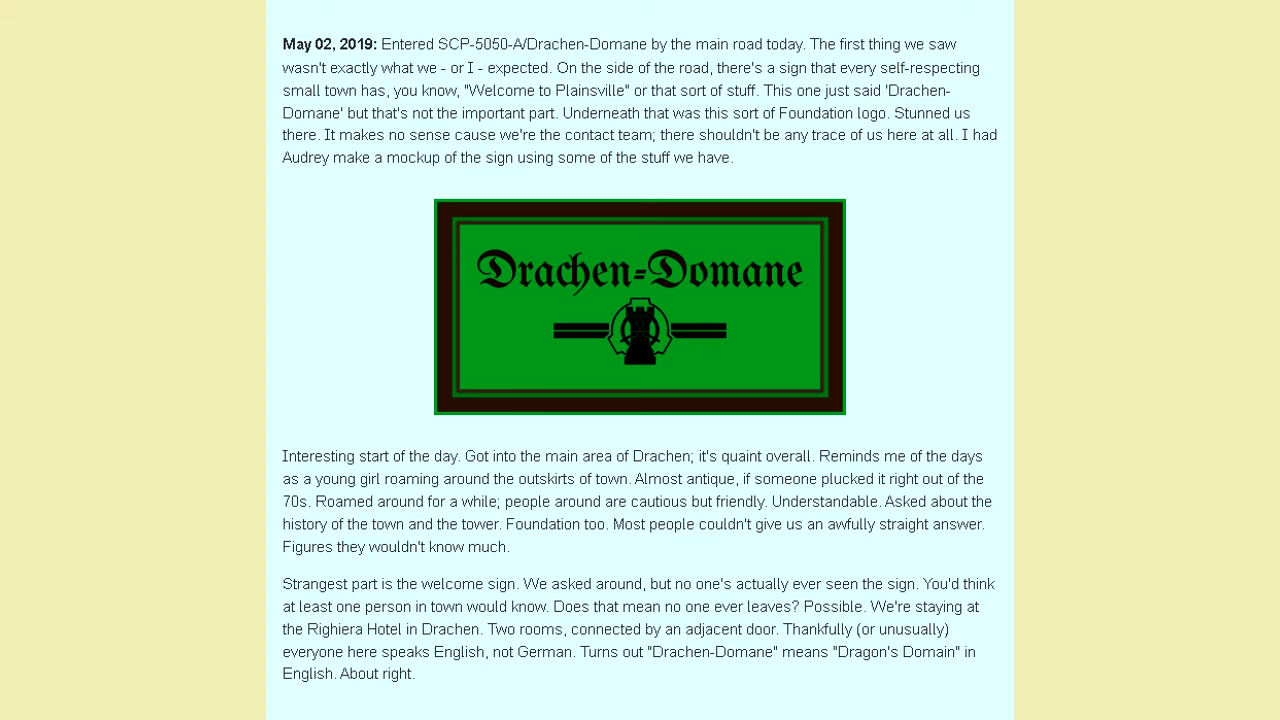 May 02, 2019: Entered SCP-5050-A/Drachen-Domane by the main road today. The first thing we saw
wasn't exactly what we - or I - expected. On the side of the road, there's a sign that every self-respecting
small town has, you know, "Welcome to Plainsville" or that sort of stuff. This one just said 'Drachen-
Domane' but that's not the important part. Underneath that was this sort of Foundation logo. Stunned us
there. It makes no sense cause we're the contact team; there shouldn't be any trace of us here at all. I had
Audrey make a mockup of the sign using some of the stuff we have.
Drachen-Domane
Interesting start of the day. Got into the main area of Drachen; it's quaint overall. Reminds me of the days
as a young girl roaming around the outskirts of town. Almost antique, if someone plucked it right out of the
70s. Roamed around for a while; people around are cautious but friendly. Understandable. Asked about the
history of the town and the tower. Foundation too. Most people couldn't give us an awfully straight answer.
Figures they wouldn't know much.
Strangest part is the welcome sign. We asked around, but no one's actually ever seen the sign. You'd think
at least one person in town would know. Does that mean no one ever leaves? Possible. We're staying at
the Righiera Hotel in Drachen. Two rooms, connected by an adjacent door. Thankfully (or unusually)
everyone here speaks English, not German. Turns out "Drachen-Domane" means "Dragon's Domain" in
English. About right.